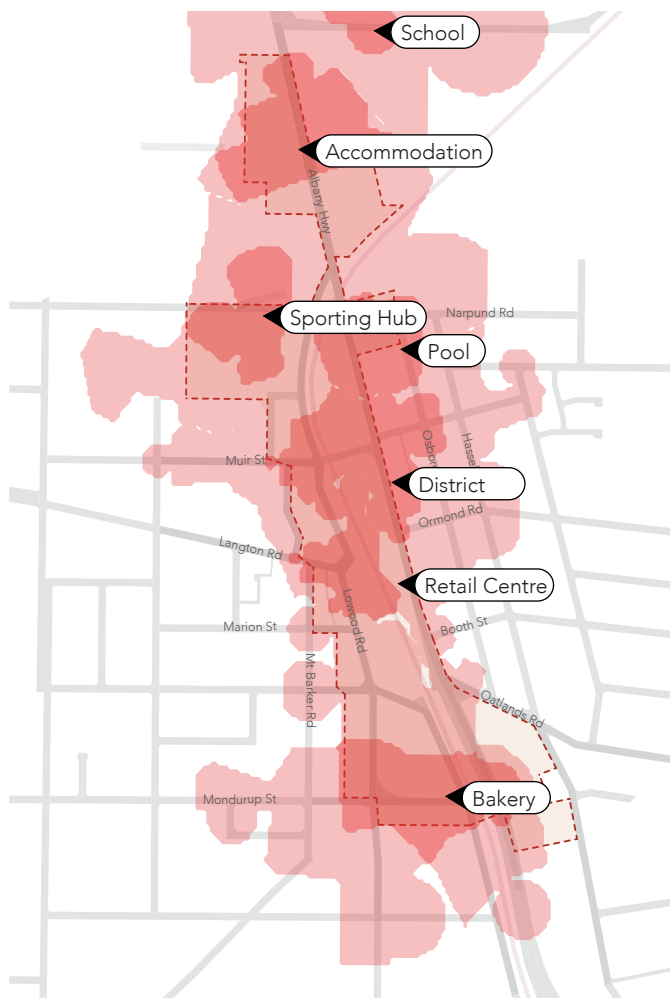 School
Accommodation
Albany Hwy
Sporting Hub
Narpund Rd
Pool
Muir St
District
Ormond Rd
Langton Rd
Retail Centre
Lowood Rd
Marion St
Booth St
Mt Barker Rd
Oatlands Rd
Mondurup St
Bakery